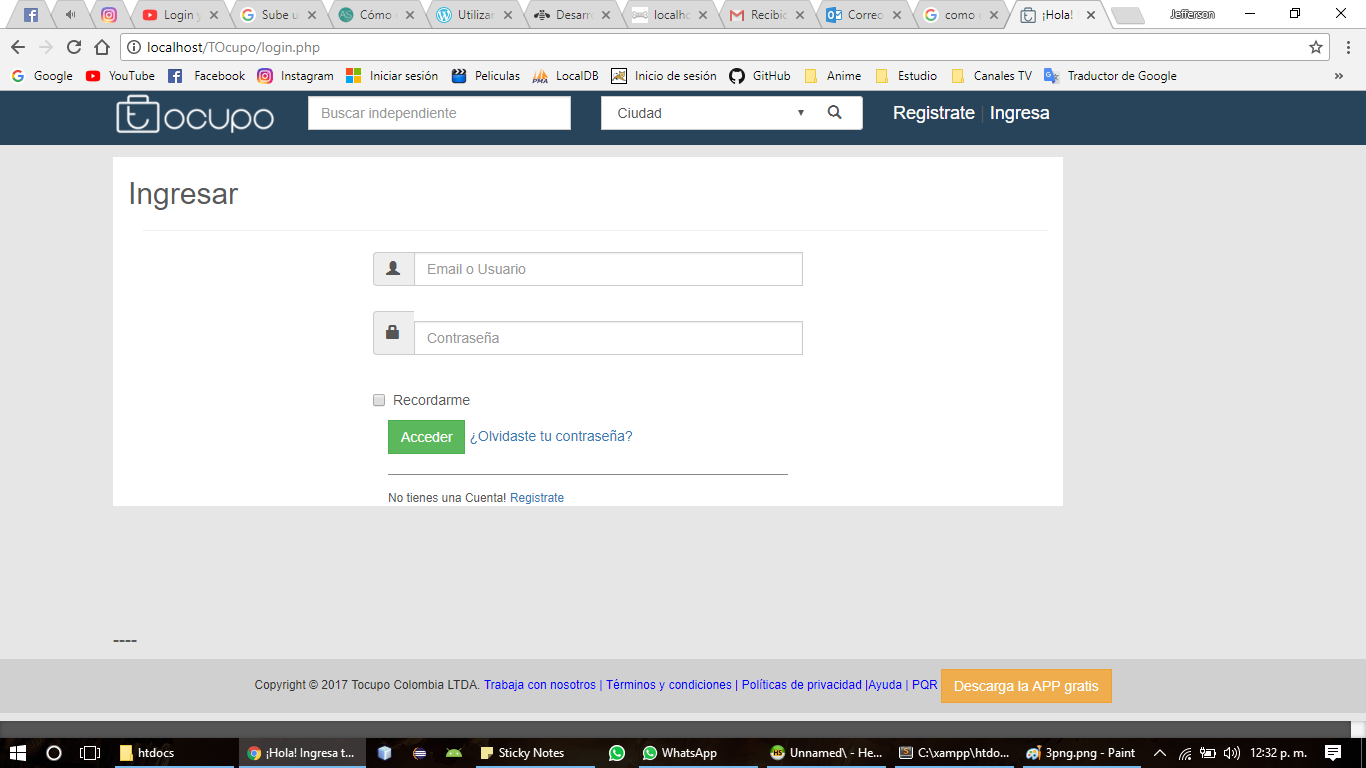 Login y
Sube u
Cómo
Utilizar
Desarr
localho
Recibid
Correc
como
¡Hola!
Jefferson
localhost/TOcupo/login.php
Google
YouTube
Facebook
Instagram
Iniciar sesión
Peliculas
LocalDB
Inicio de sesión
GitHub
Anime
Estudio
Canales TV
Traductor de Google
»
tocupo
Buscar independiente
Ciudad
Registrate | Ingresa
Ingresar
Email o Usuario
Contraseña
Recordarme
Acceder ¿Olvidaste tu contraseña?
No tienes una Cuenta! Registrate
----
Copyright © 2017 Tocupo Colombia LTDA. Trabaja con nosotros | Términos y condiciones | Políticas de privacidad |Ayuda | PQR Descarga la APP gratis
htdocs
¡Hola! Ingresa t...
Sticky Notes
WhatsApp
Unnamed\ - He...
C:\xampp\htdo...
3png.png - Paint
12:32 p. m.